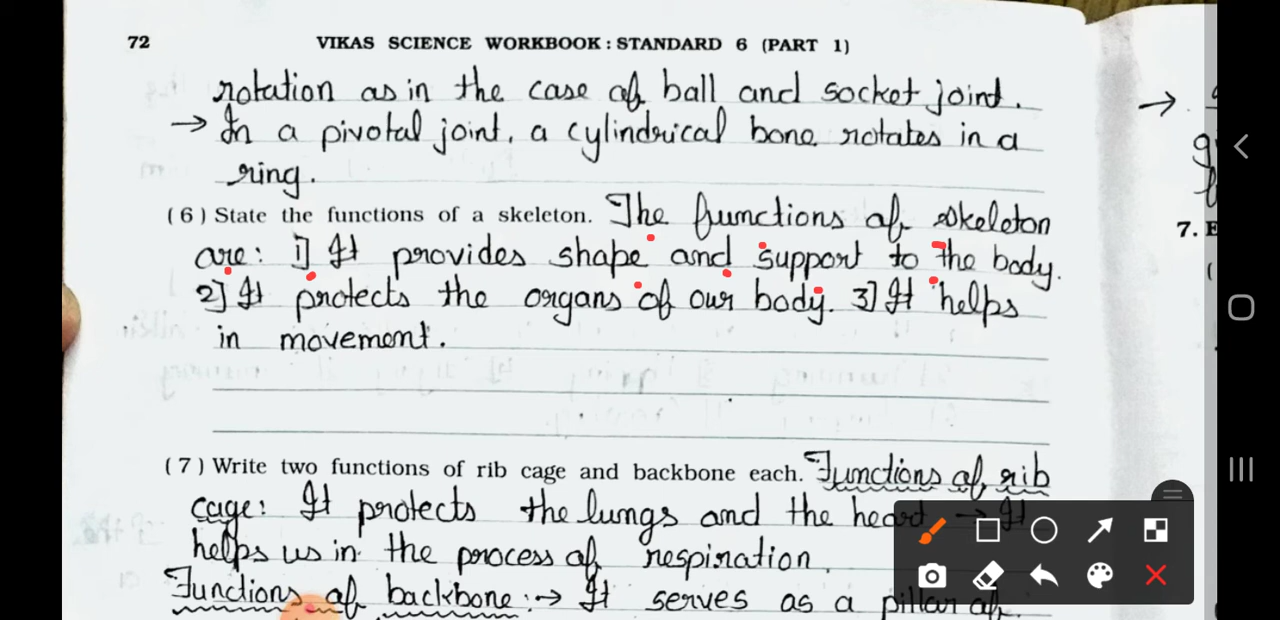 72 VIKAS SCIENCE WORKBOOK : STANDARD 6 (PART 1)
rotation as in the case of ball and socket joint.
→ In a pivotal joint, a cylindrical bone rotates in a
ring.
(6) State the functions of a skeleton. The functions of skeleton
are: 1] It provides shape and support to the body.
2] It protects the organs of our body. 3] It helps
in movement.
(7) Write two functions of rib cage and backbone each. Functions of rib
cage: It protects the lungs and the heart → It
helps us in the process of respiration.
Functions of backbone :→ It serves as a pillar of
→
7.